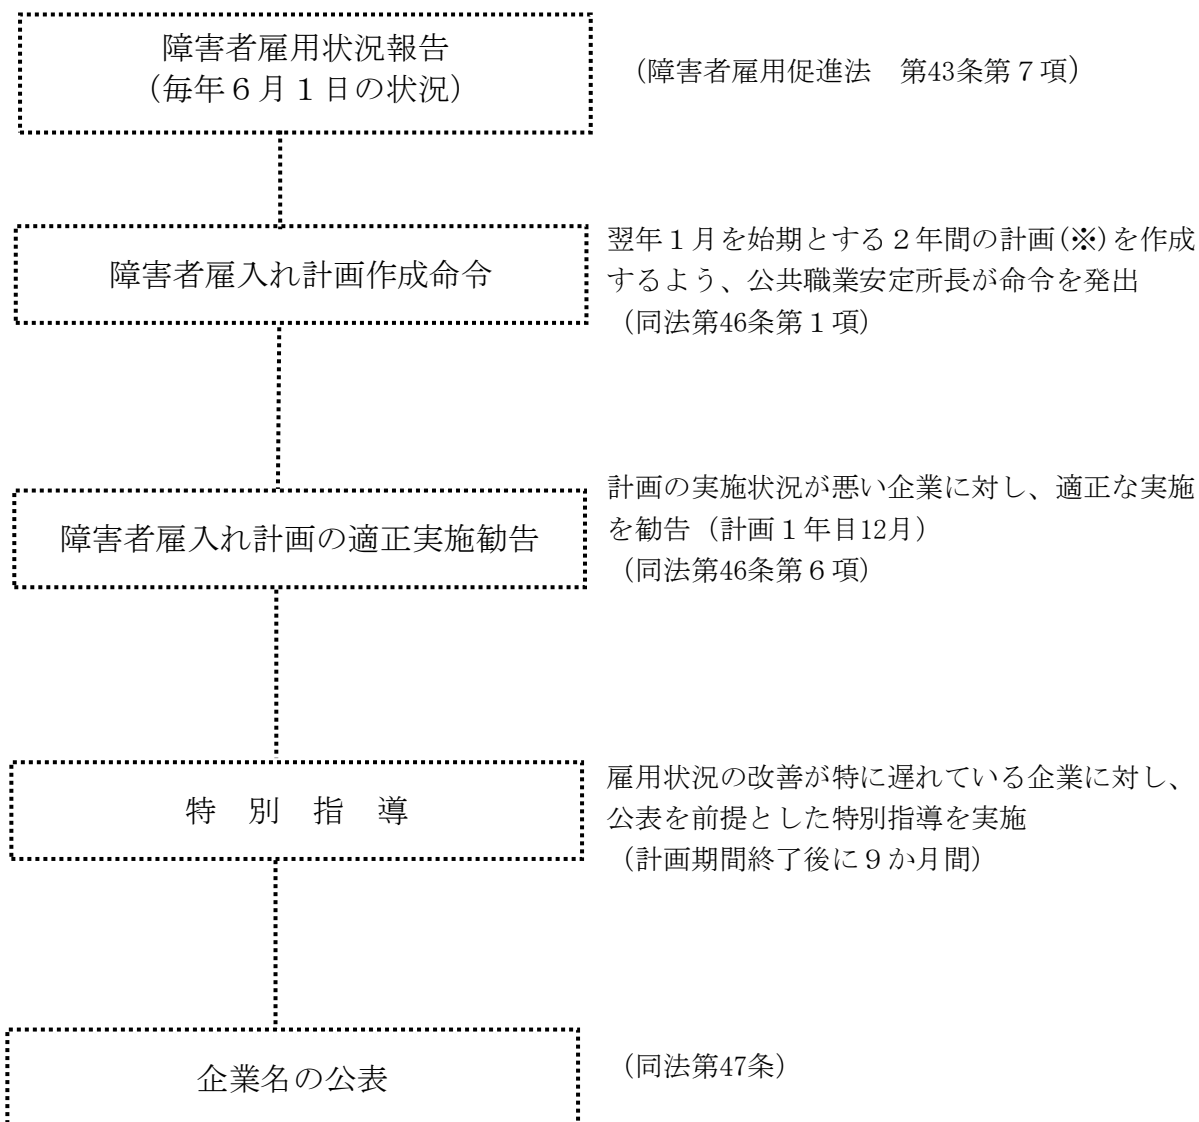 障害者雇用状況報告
（毎年６月１日の状況）
（障害者雇用促進法　第43条第７項）
障害者雇入れ計画作成命令
翌年１月を始期とする２年間の計画(※)を作成
するよう、公共職業安定所長が命令を発出
（同法第46条第１項）
障害者雇入れ計画の適正実施勧告
計画の実施状況が悪い企業に対し、適正な実施
を勧告（計画１年目12月）
（同法第46条第６項）
特　別　指　導
雇用状況の改善が特に遅れている企業に対し、
公表を前提とした特別指導を実施
（計画期間終了後に９か月間）
企業名の公表
（同法第47条）